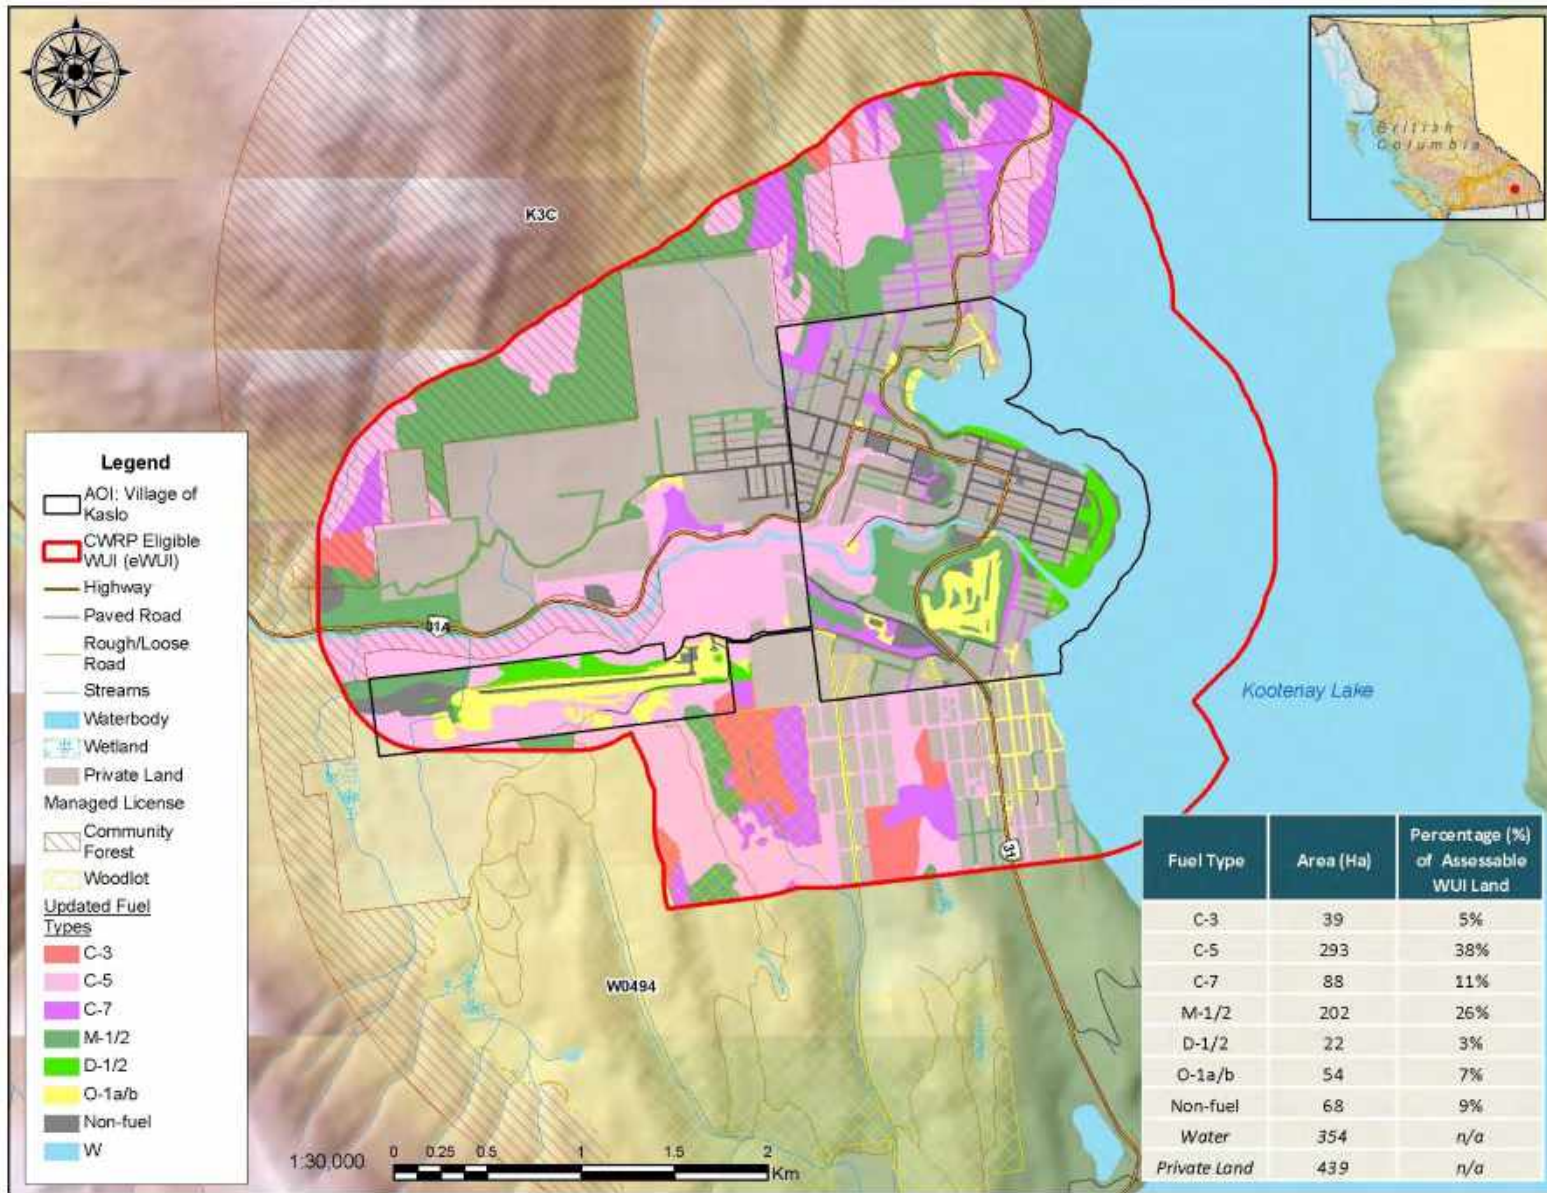 British
Columbia
K3C
Legend
AOI: Village of
Kaslo
CWRP Eligible
WUI (eWUI)
Highway
Paved Road
Rough/Loose
Road
Streams
Waterbody
Wetland
Private Land
Managed License
Community
Forest
Woodlot
Updated Fuel
Types
C-3
C-5
C-7
M-1/2
D-1/2
O-1a/b
Non-fuel
W
31A
Kootenay Lake
31
W0494
1:30,000
0 0.25 0.5 1 1.5 2
Km
Fuel Type Area (Ha) Percentage (%)
of Assessable
WUI Land
C-3 39 5%
C-5 293 38%
C-7 88 11%
M-1/2 202 26%
D-1/2 22 3%
O-1a/b 54 7%
Non-fuel 68 9%
Water 354 n/a
Private Land 439 n/a